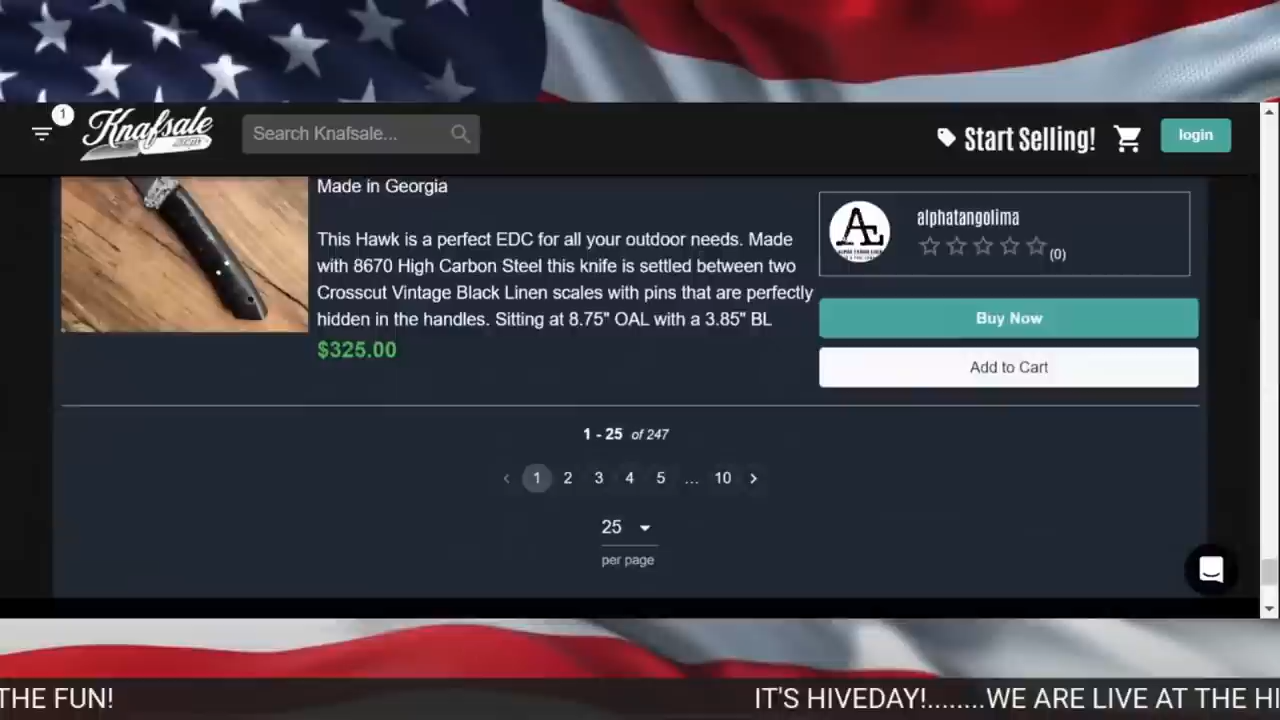 1
Knafsale
Search Knafsale...
Start Selling!
login
Made in Georgia
This Hawk is a perfect EDC for all your outdoor needs. Made
with 8670 High Carbon Steel this knife is settled between two
Crosscut Vintage Black Linen scales with pins that are perfectly
hidden in the handles. Sitting at 8.75" OAL with a 3.85" BL
$325.00
alphatangolima
(0)
Buy Now
Add to Cart
1 - 25 of 247
‹ 1 2 3 4 5 ... 10 ›
25
per page
THE FUN! IT'S HIVEDAY!........WE ARE LIVE AT THE HI